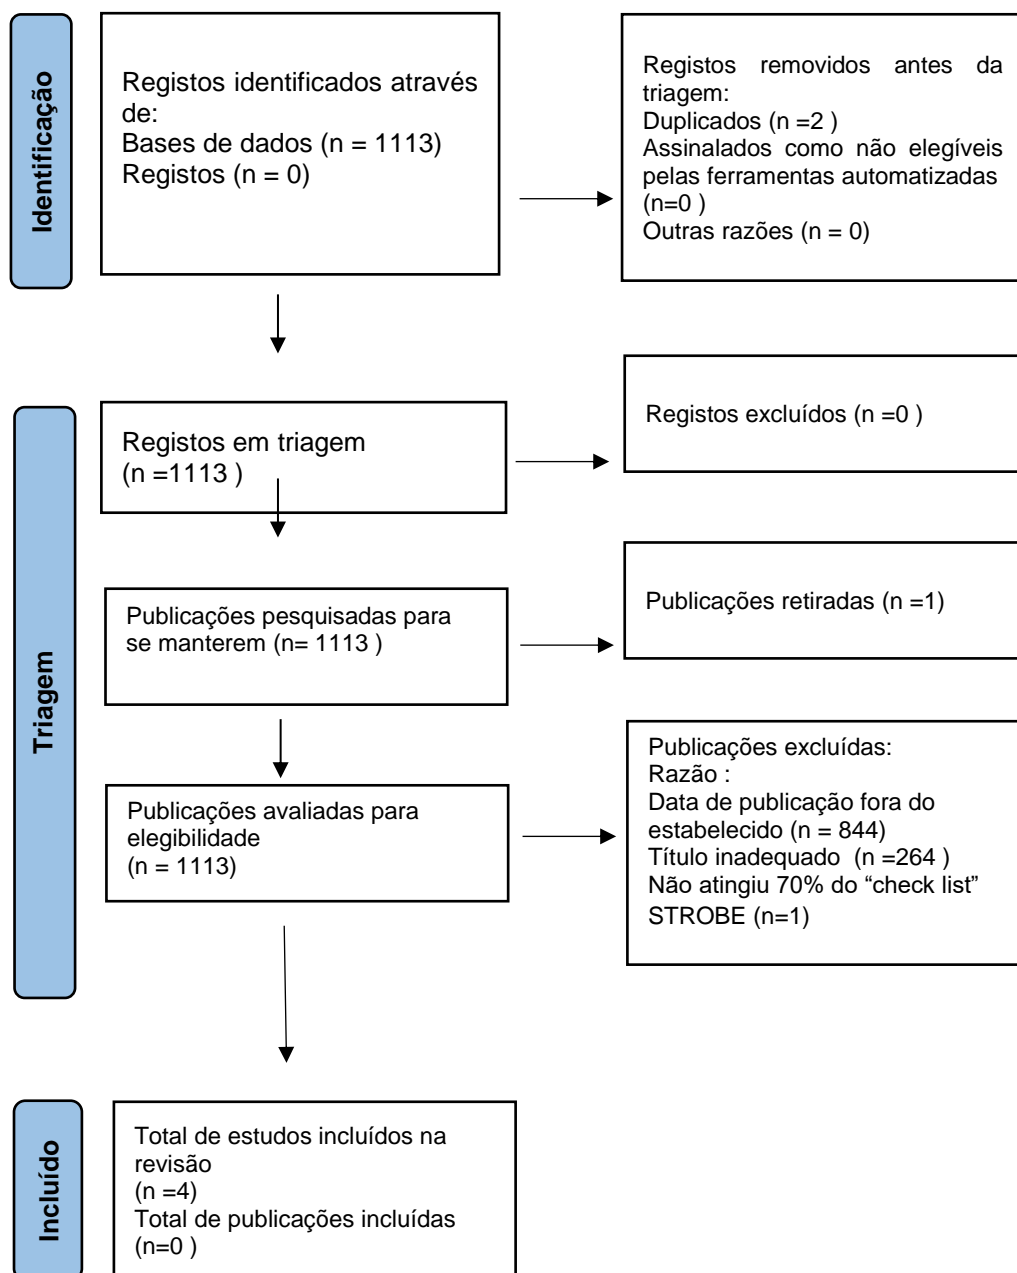 Identificação
Registos identificados através
de:
Bases de dados (n = 1113)
Registos (n = 0)
Registos removidos antes da
triagem:
Duplicados (n =2 )
Assinalados como não elegíveis
pelas ferramentas automatizadas
(n=0 )
Outras razões (n = 0)
Triagem
Registos em triagem
(n =1113 )
Registos excluídos (n =0 )
Publicações pesquisadas para
se manterem (n= 1113 )
Publicações retiradas (n =1)
Publicações avaliadas para
elegibilidade
(n = 1113)
Publicações excluídas:
Razão :
Data de publicação fora do
estabelecido (n = 844)
Título inadequado (n =264 )
Não atingiu 70% do “check list”
STROBE (n=1)
Incluído
Total de estudos incluídos na
revisão
(n =4)
Total de publicações incluídas
(n=0 )